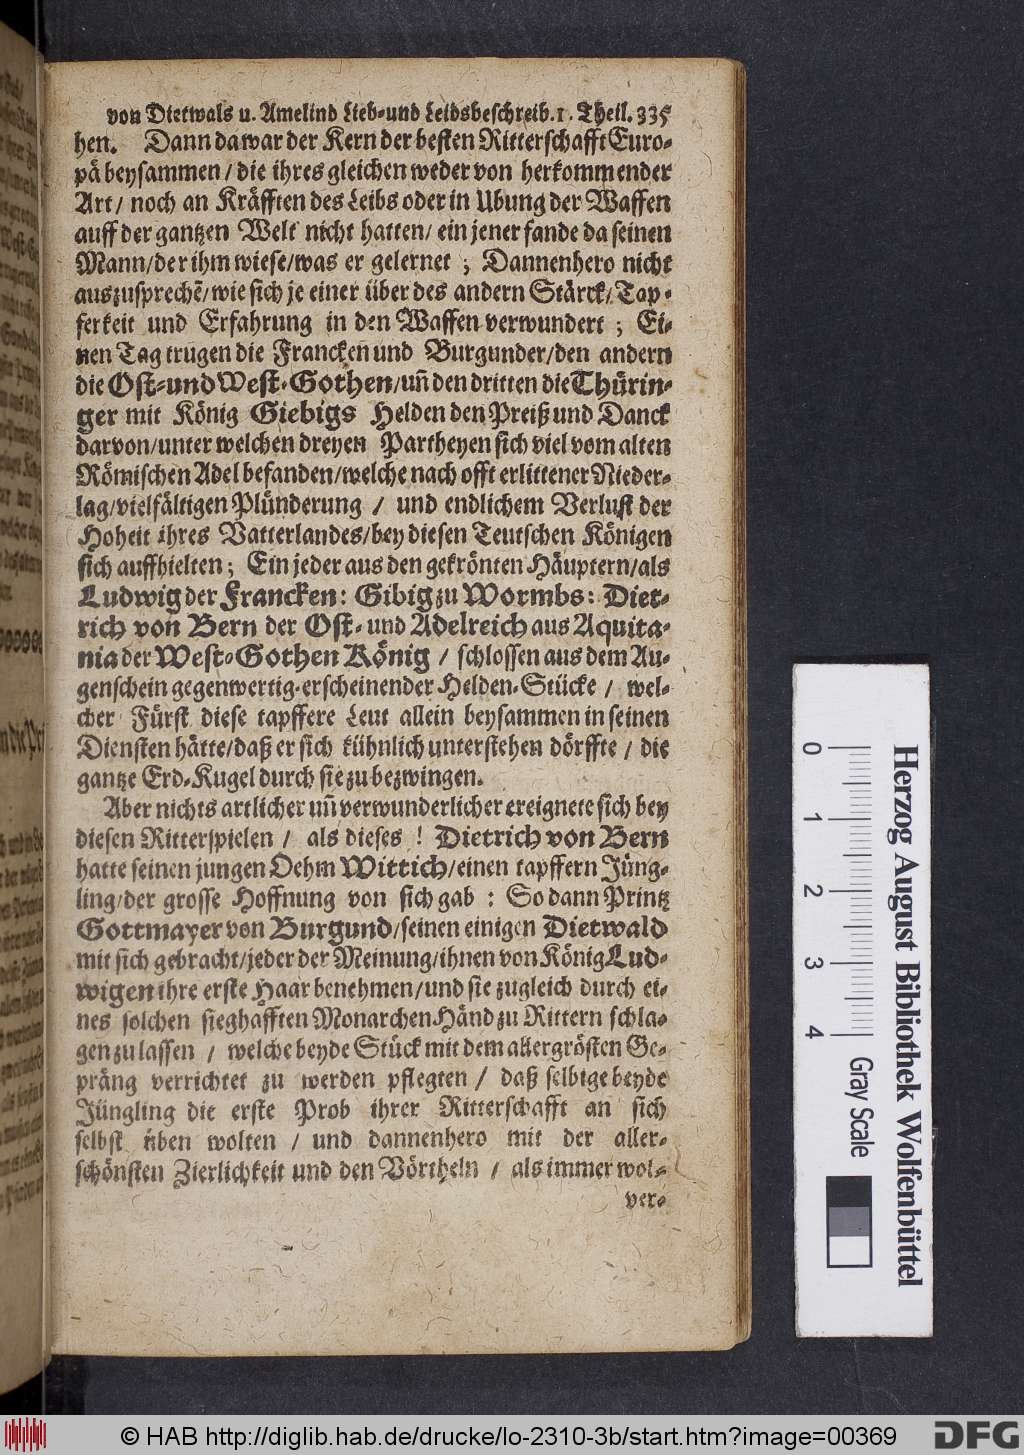 von Dietwals u. Amelind Lieb-und Leidsbeschreib. 1. Theil. 335
hen. Dann da war der Kern der besten Ritterschafft Euro-
pä beysammen / die ihres gleichen weder von herkommender
Art / noch an Kräfften des Leibs oder in Ubung der Waffen
auff der gantzen Welt nicht hatten / ein jener fande da seinen
Mann / der ihm wiese / was er gelernet ; Dannenhero nicht
auszusprechẽ / wie sich je einer über des andern Stärck / Tap-
ferkeit und Erfahrung in den Waffen verwundert ; Ei-
nen Tag trugen die Francken und Burgunder / den andern
die Ost-und West-Gothen / uñ den dritten die Thürin-
ger mit König Giebigs Helden den Preiß und Danck
darvon / unter welchen dreyen Partheyen sich viel vom alten
Römischen Adel befanden / welche nach offt erlittener Nieder-
lag / vielfältigen Plünderung / und endlichem Verlust der
Hoheit ihres Vatterlandes / bey diesen Teutschen Königen
sich auffhielten ; Ein jeder aus den gekrönten Häuptern / als
Ludwig der Francken : Gibig zu Wormbs : Diet-
rich von Bern der Ost- und Adelreich aus Aquita-
nia der West-Gothen König / schlossen aus dem Au-
genschein gegenwertig-erscheinender Helden-Stücke / wel-
cher Fürst diese tapffere Leut allein beysammen in seinen
Diensten hätte / daß er sich kühnlich unterstehen dörffte / die
gantze Erd-Kugel durch sie zu bezwingen.
Aber nichts artlicher uñ verwunderlicher ereignete sich bey
diesen Ritterspielen / als dieses ! Dietrich von Bern
hatte seinen jungen Oehm Wittich / einen tapffern Jüng-
ling / der grosse Hoffnung von sich gab : So dann Printz
Gottmayer von Burgund / seinen einigen Dietwald
mit sich gebracht / jeder der Meinung / ihnen von König Lud-
wigen ihre erste Haar benehmen / und sie zugleich durch ei-
nes solchen sieghafften Monarchen Händ zu Rittern schla-
gen zu lassen / welche beyde Stück mit dem allergrösten Ge-
präng verrichtet zu werden pflegten / daß selbige beyde
Jüngling die erste Prob ihrer Ritterschafft an sich
selbst üben wolten / und dannenhero mit der aller-
schönsten Zierlichkeit und den Vörtheln / als immer wol-
ver-
0 1 2 3 4
Herzog August Bibliothek Wolfenbüttel
Gray Scale
© HAB http://diglib.hab.de/drucke/lo-2310-3b/start.htm?image=00369
DFG